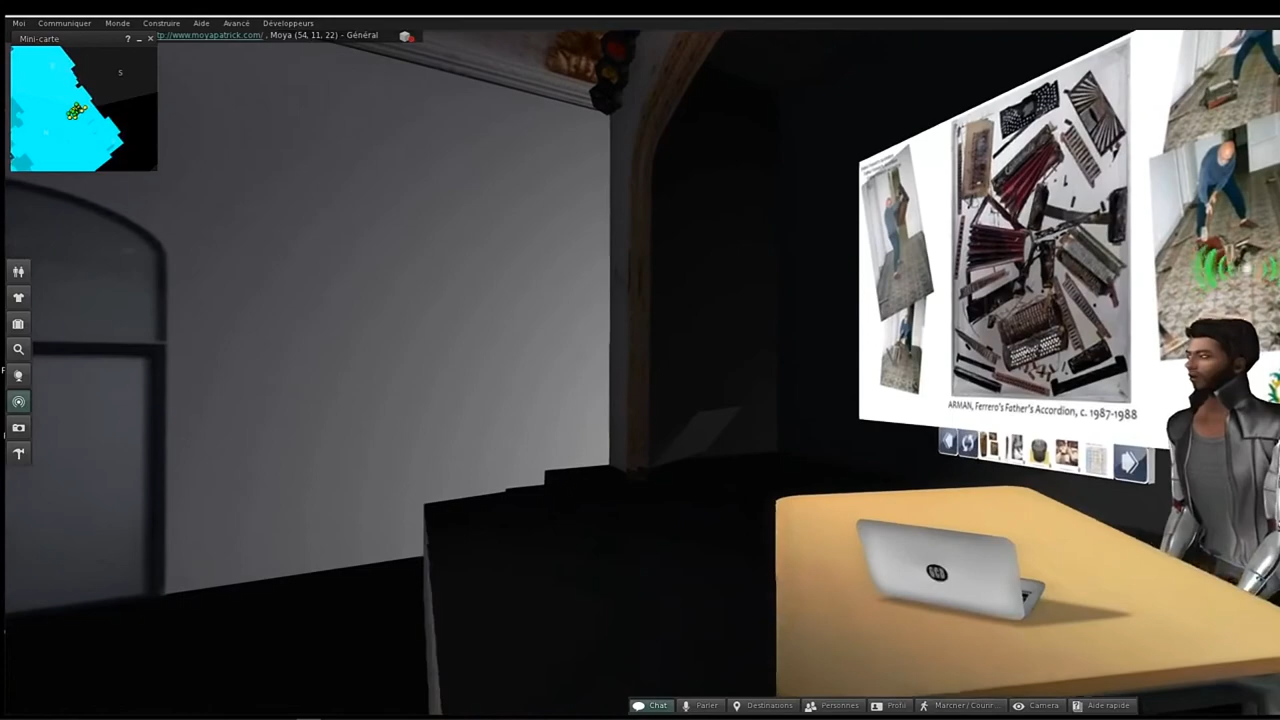 Moi Communiquer Monde Construire Aide Avancé Développeurs
Mini-carte ? _ ×
tp://www.moyapatrick.com/ , Moya (54, 11, 22) - Général
S
ARMAN, Ferrero's Father's Accordion, c. 1987-1988
Chat Parler Destinations Personnes Profil Marcher / Courir... Caméra Aide rapide